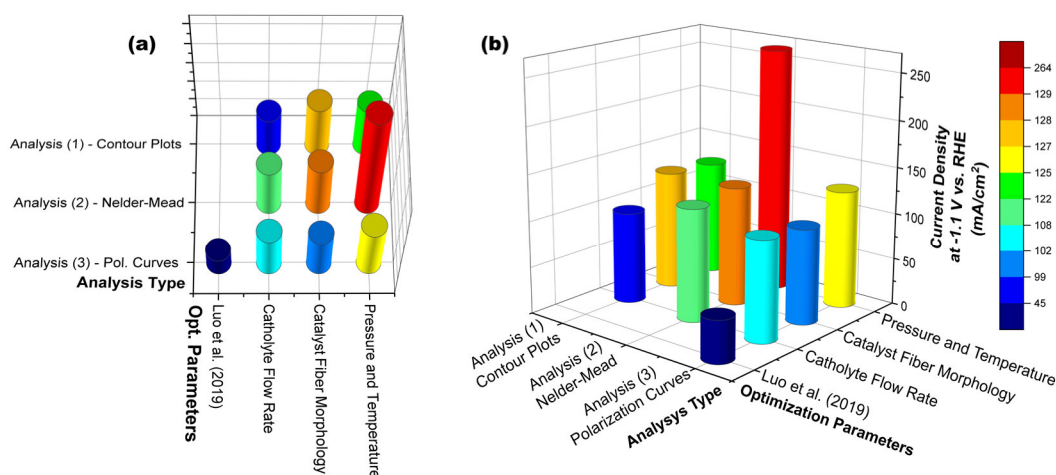 (a)
Analysis (1) - Contour Plots
Analysis (2) - Nelder-Mead
Analysis (3) - Pol. Curves
Analysis Type
Opt. Parameters
Luo et al. (2019)
Catholyte Flow Rate
Catalyst Fiber Morphology
Pressure and Temperature
(b)
250
200
150
100
50
0
Current Density
at -1.1 V vs. RHE
(mA/cm²)
Analysis (1)
Contour Plots
Analysis (2)
Nelder-Mead
Analysis (3)
Polarization Curves
Analysys Type
Pressure and Temperature
Catalyst Fiber Morphology
Catholyte Flow Rate
Luo et al. (2019)
Optimization Parameters
264
129
128
127
125
122
108
102
99
45